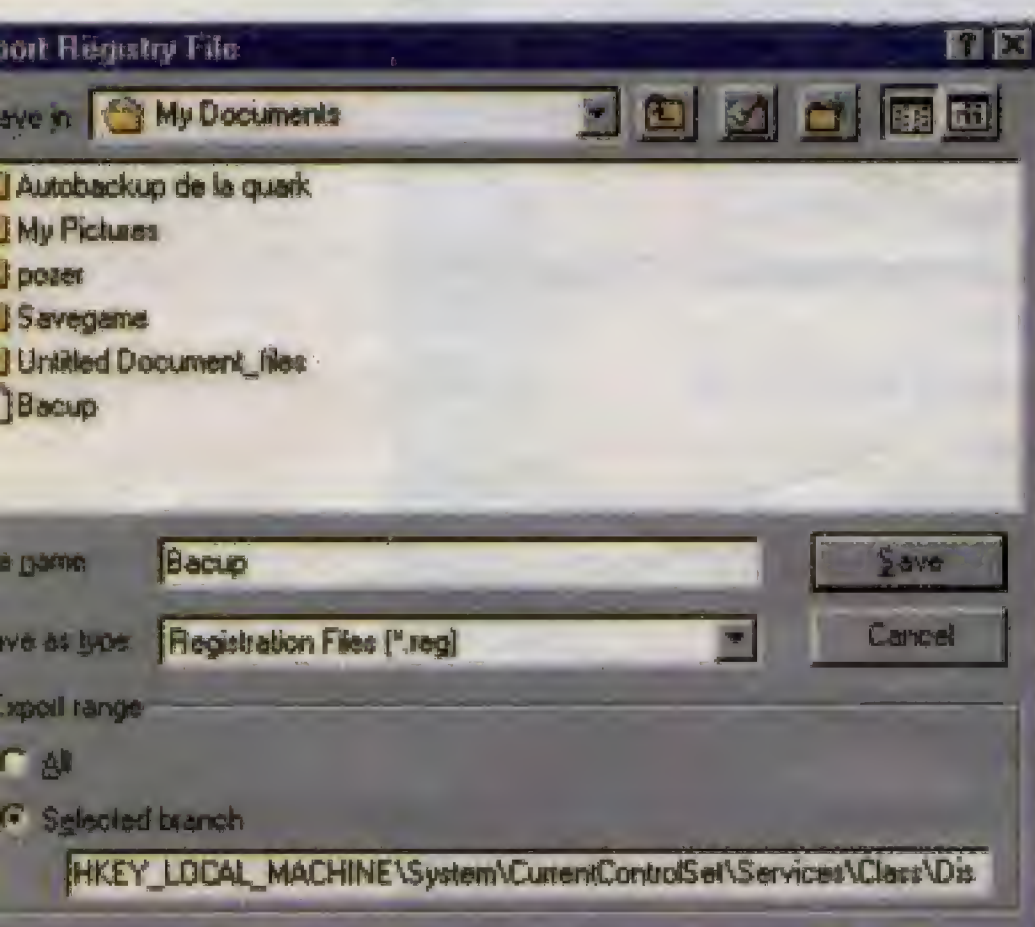 port Registry File
ave in: My Documents
Autobackup de la quark
My Pictures
poser
Savegame
Untitled Document_files
Bacup
e name: Bacup
Save
ave as type: Registration Files (*.reg)
Cancel
Export range
All
Selected branch
HKEY_LOCAL_MACHINE\System\CurrentControlSet\Services\Class\Dis